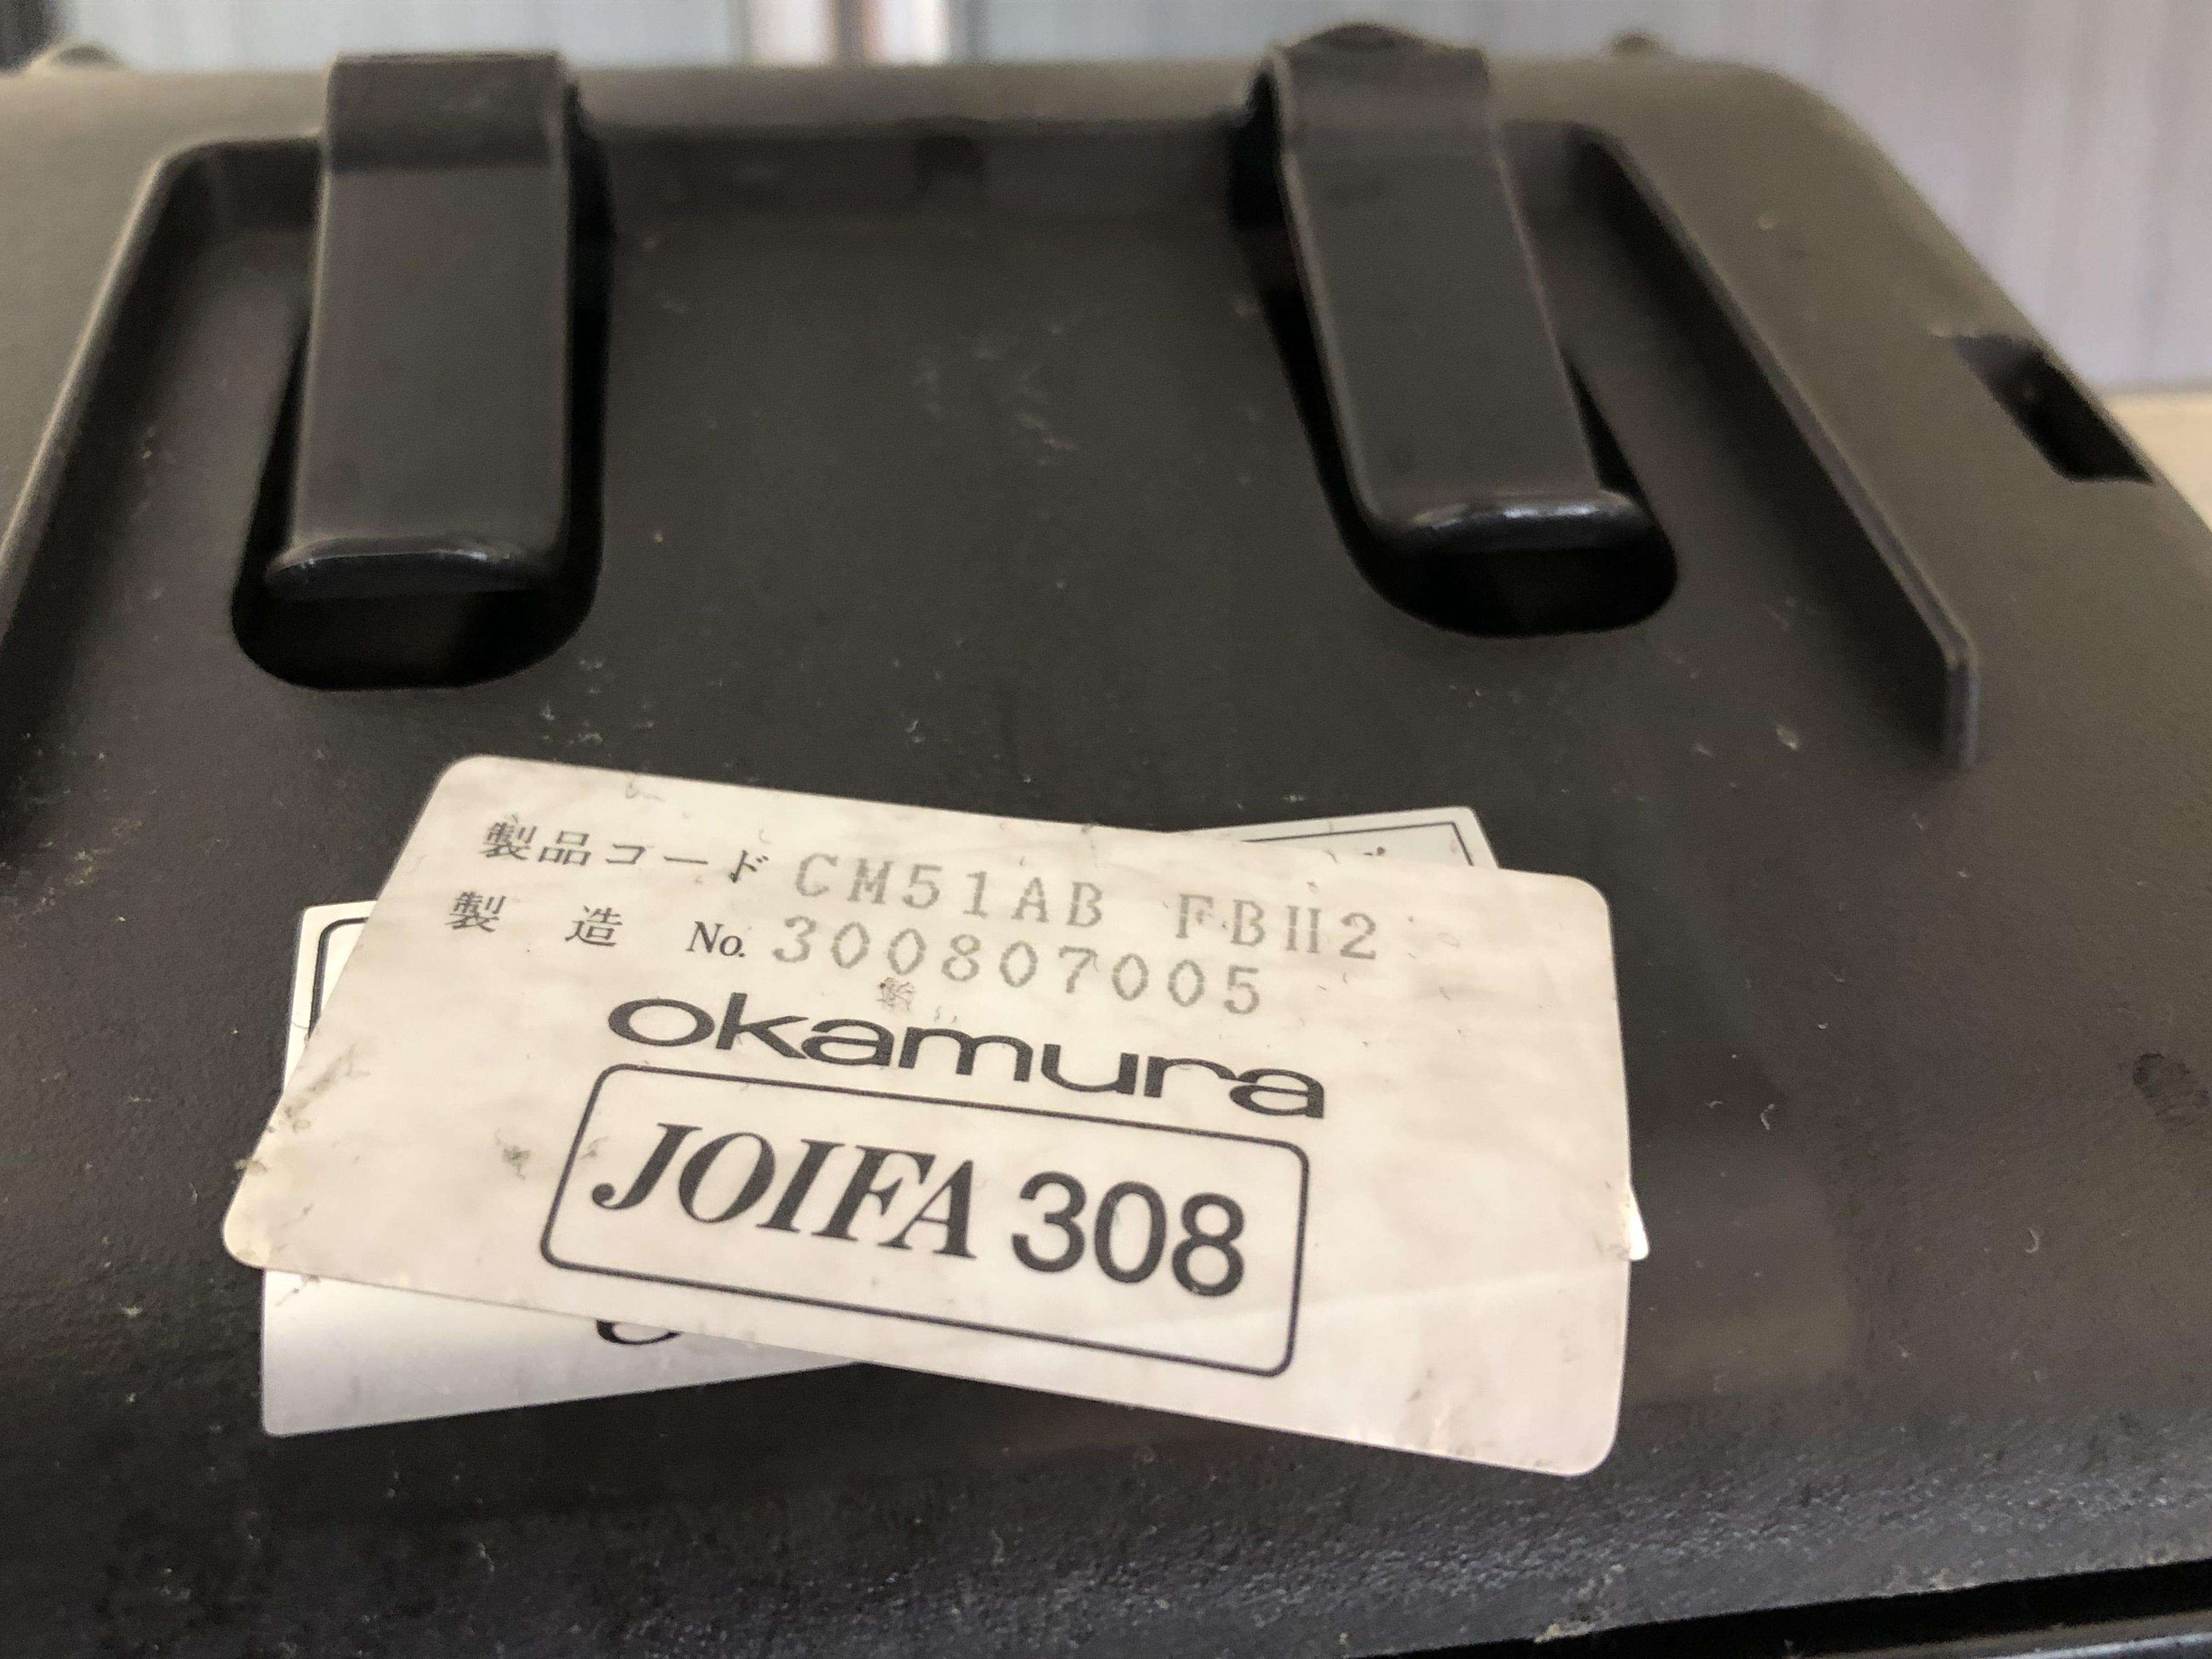 製品コード CM51AB FBH2
製造 No. 300807005
okamura
JOIFA 308